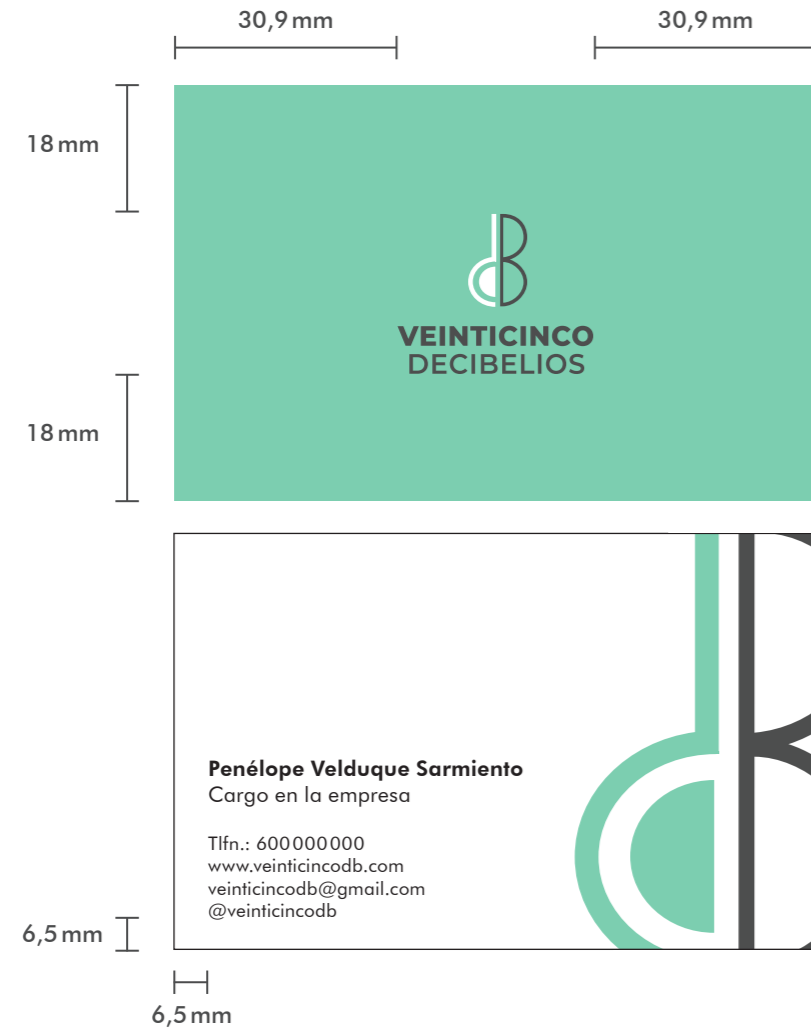 30,9 mm
30,9 mm
18 mm
VEINTICINCO
DECIBELIOS
18 mm
Penélope Velduque Sarmiento
Cargo en la empresa
Tlfn.: 600000000
www.veinticincodb.com
veinticincodb@gmail.com
@veinticincodb
6,5 mm
6,5 mm